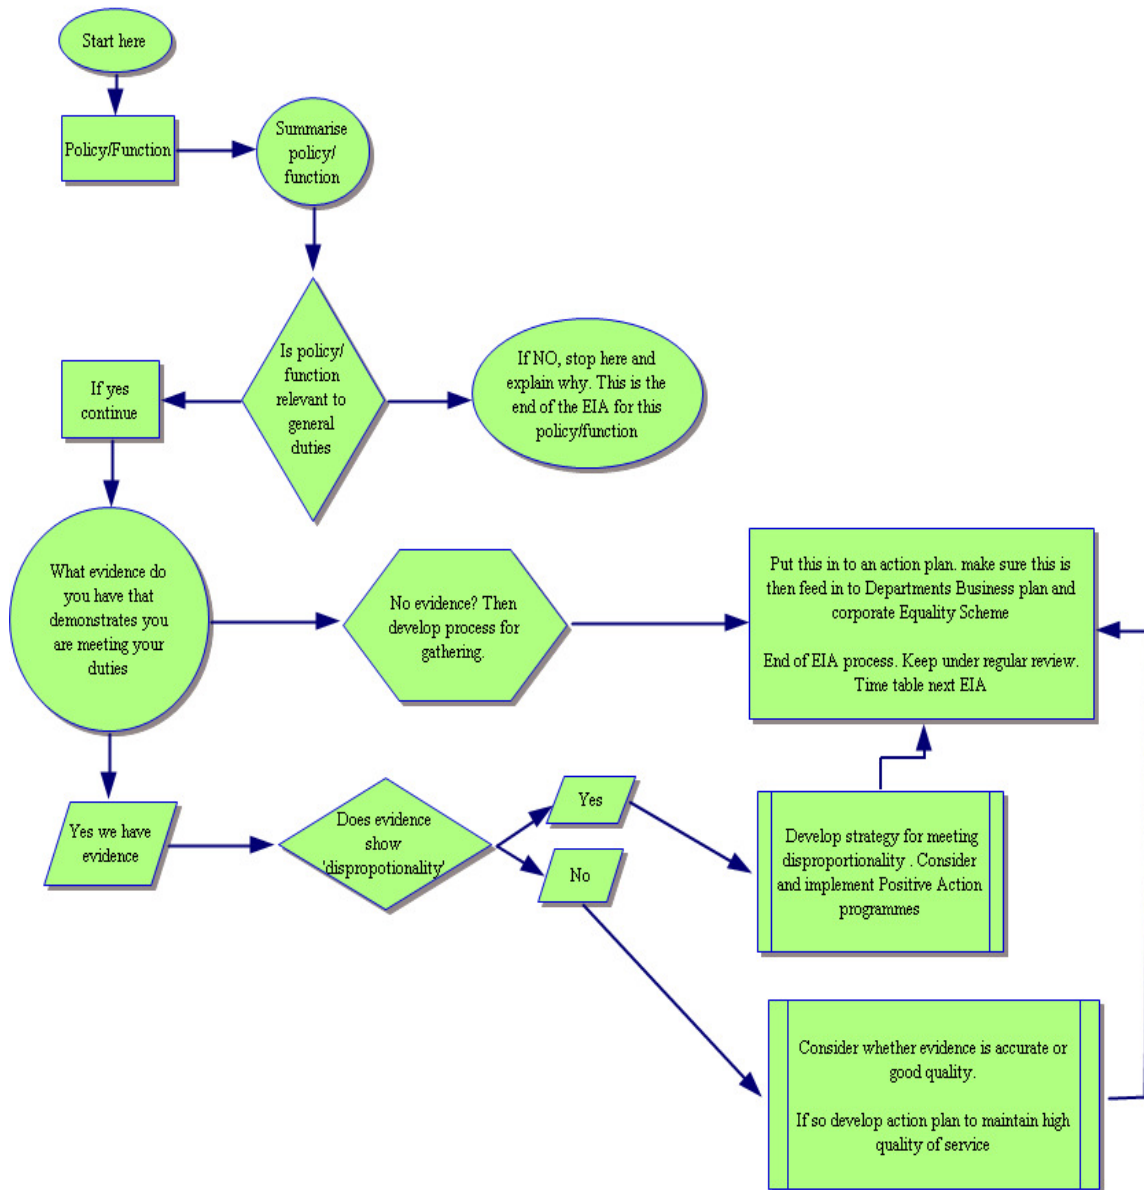 Start here
Policy/Function
Summarise
policy/
function
Is policy/
function
relevant to
general
duties
If NO, stop here and
explain why. This is the
end of the EIA for this
policy/function
If yes
continue
What evidence do
you have that
demonstrates you
are meeting your
duties
No evidence? Then
develop process for
gathering.
Put this in to an action plan. make sure this is
then feed in to Departments Business plan and
corporate Equality Scheme
End of EIA process. Keep under regular review.
Time table next EIA
Yes we have
evidence
Does evidence
show
'dispropotionality'
Yes
No
Develop strategy for meeting
disproportionality . Consider
and implement Positive Action
programmes
Consider whether evidence is accurate or
good quality.
If so develop action plan to maintain high
quality of service